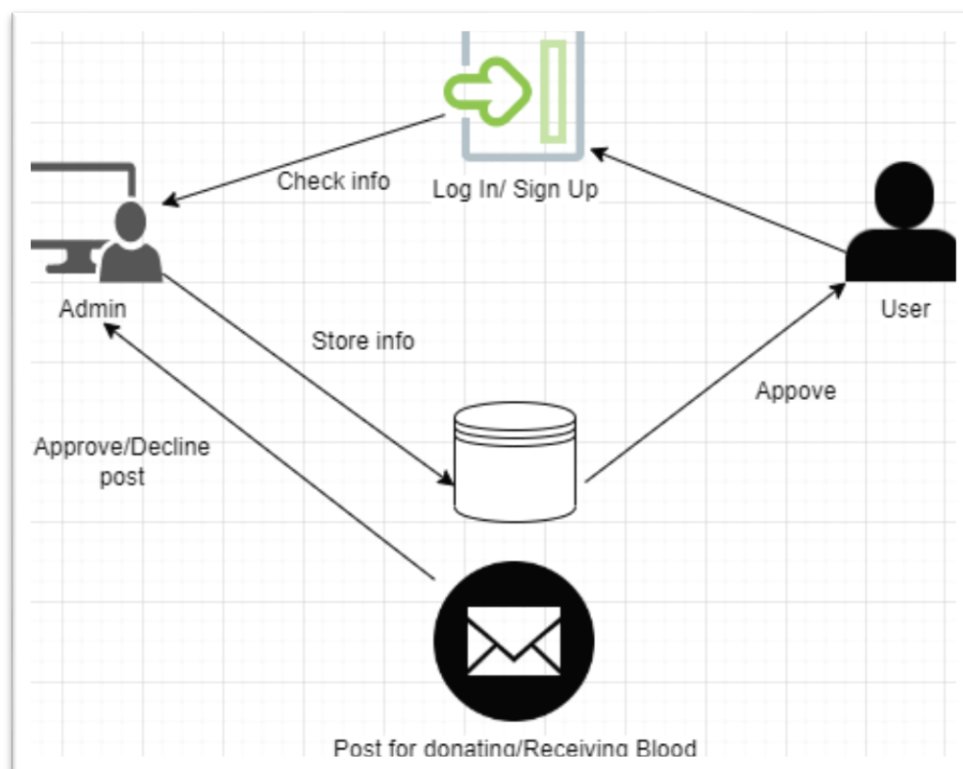 Check info
Log In/ Sign Up
Admin
User
Store info
Appove
Approve/Decline
post
Post for donating/Receiving Blood